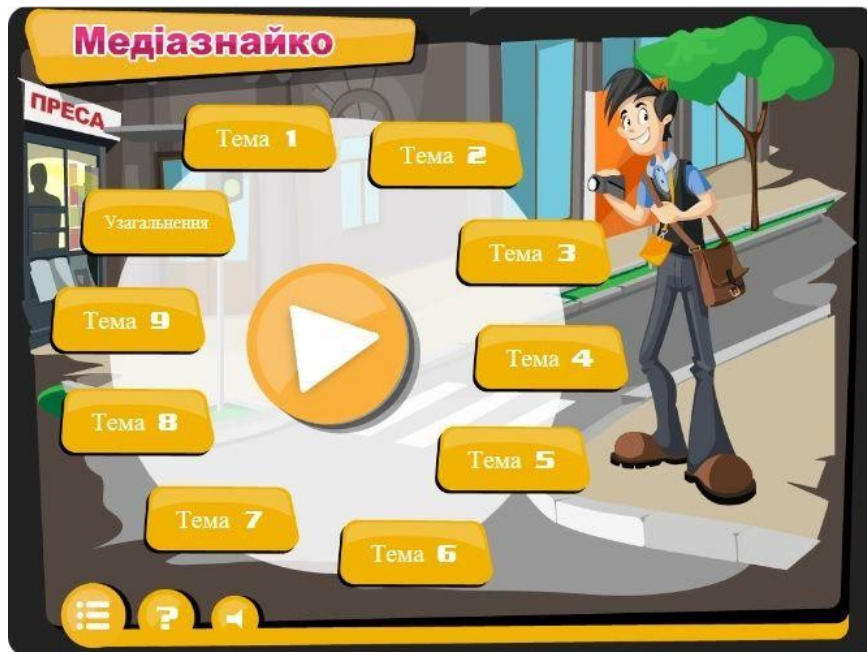 Медіазнайко
ПРЕСА
Тема 1
Тема 2
Узагальнення
Тема 3
Тема 9
Тема 4
Тема 8
Тема 5
Тема 7
Тема 6
?